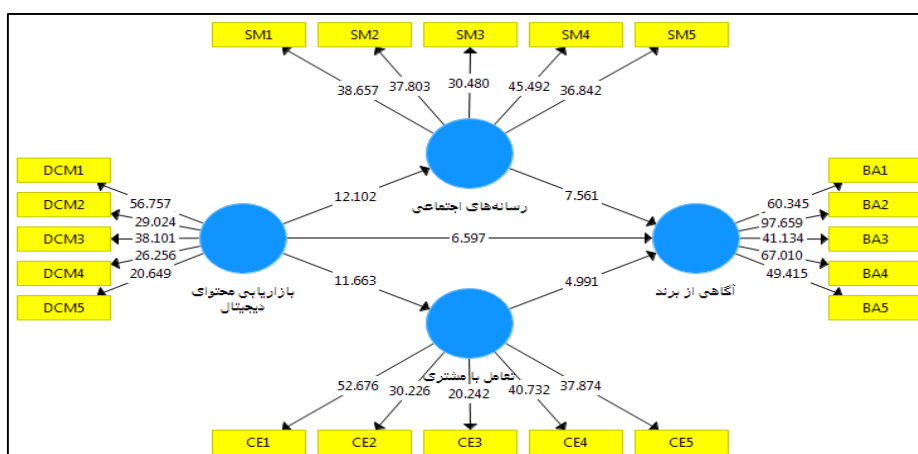 SM1 SM2 SM3 SM4 SM5
38.657 37.803 30.480 45.492 36.842
DCM1
DCM2
DCM3
DCM4
DCM5
56.757
29.024
38.101
26.256
20.649
12.102
رسانه‌های اجتماعی
7.561
6.597
بازاریابی محتوای
دیجیتال
11.663
4.991
آگاهی از برند
60.345
97.659
41.134
67.010
49.415
BA1
BA2
BA3
BA4
BA5
تعامل با مشتری
52.676 30.226 20.242 40.732 37.874
CE1 CE2 CE3 CE4 CE5